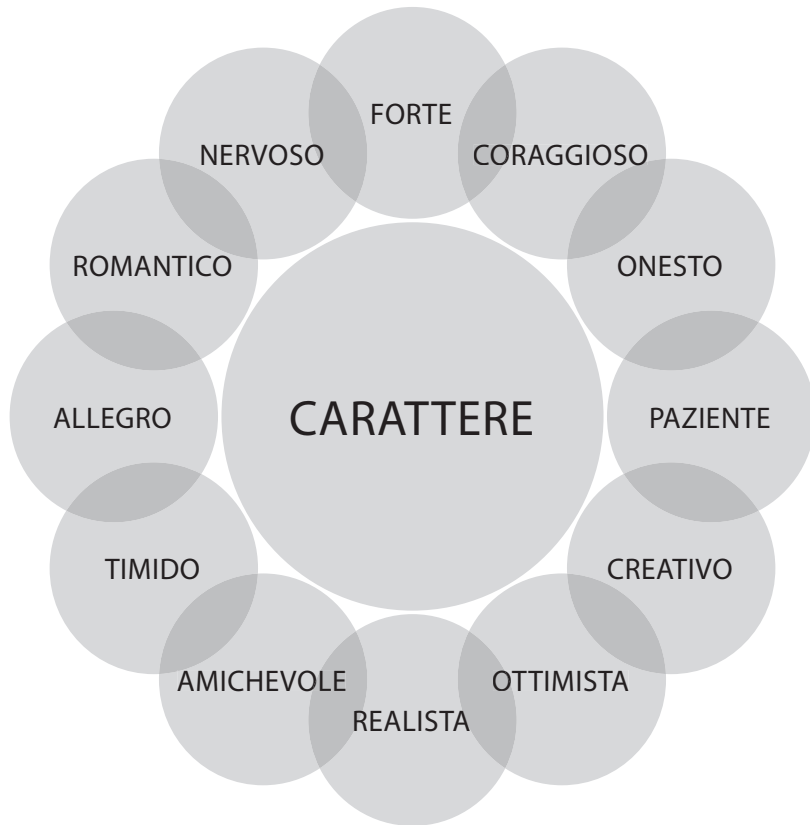 FORTE
NERVOSO
CORAGGIOSO
ROMANTICO
ONESTO
ALLEGRO
CARATTERE
PAZIENTE
TIMIDO
CREATIVO
AMICHEVOLE
OTTIMISTA
REALISTA